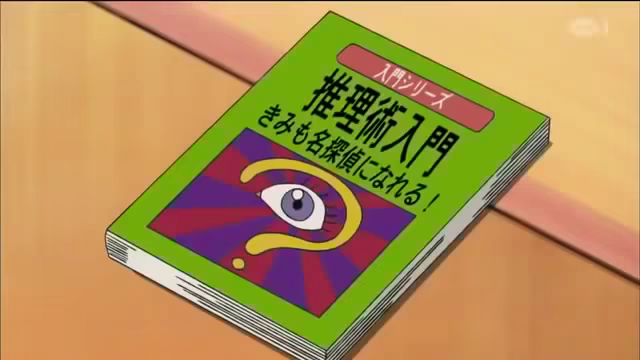 入門シリーズ
推理術入門
きみも名探偵になれる！